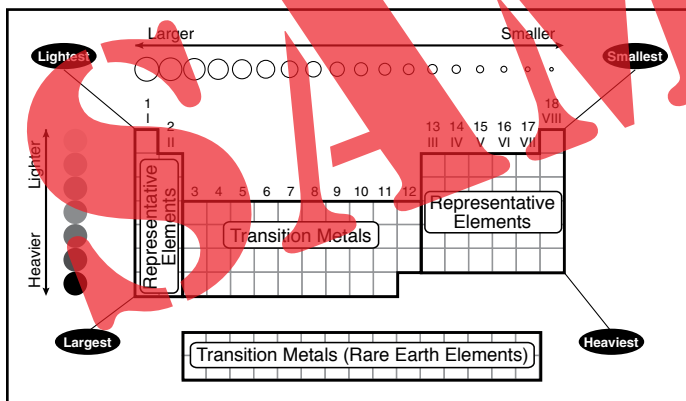 Larger Smaller
Lightest Smallest
1 18
I VIII
2 13 14 15 16 17
II III IV V VI VII
Lighter
Heavier
3 4 5 6 7 8 9 10 11 12
Representative
Elements
Transition Metals
Representative
Elements
Largest Heaviest
Transition Metals (Rare Earth Elements)
SAM